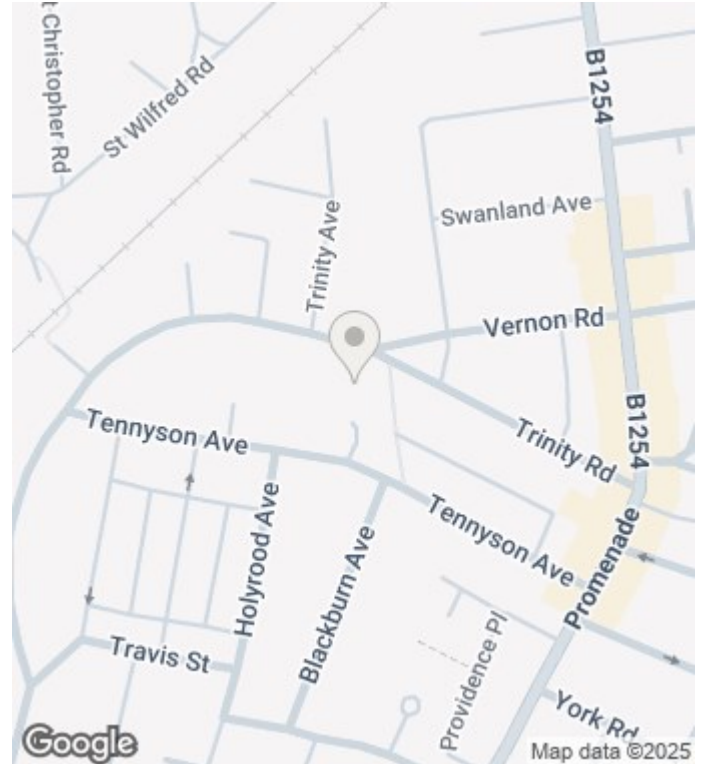 St Christopher Rd
St Wilfred Rd
B1254
Swanland Ave
Trinity Ave
Vernon Rd
B1254
Tennyson Ave
Trinity Rd
Holyrood Ave
Blackburn Ave
Tennyson Ave
Promenade
Travis St
Providence Pl
York Rd
Google
Map data ©2025